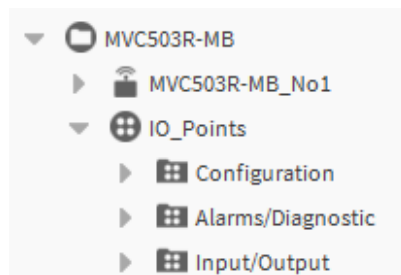 MVC503R-MB
MVC503R-MB_No1
IO_Points
Configuration
Alarms/Diagnostic
Input/Output